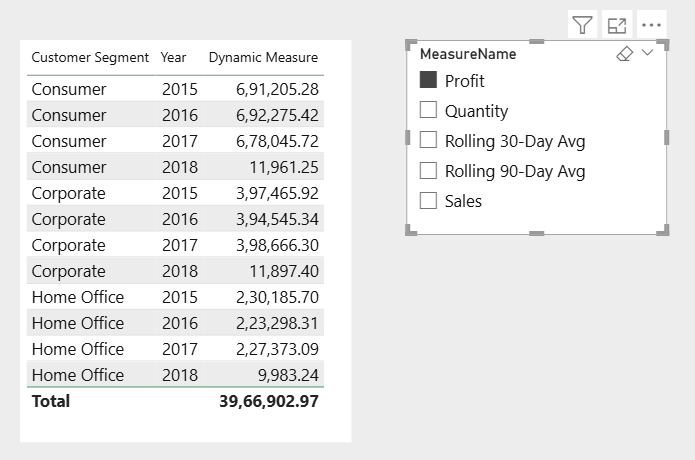 Customer Segment Year Dynamic Measure
Consumer 2015 6,91,205.28
Consumer 2016 6,92,275.42
Consumer 2017 6,78,045.72
Consumer 2018 11,961.25
Corporate 2015 3,97,465.92
Corporate 2016 3,94,545.34
Corporate 2017 3,98,666.30
Corporate 2018 11,897.40
Home Office 2015 2,30,185.70
Home Office 2016 2,23,298.31
Home Office 2017 2,27,373.09
Home Office 2018 9,983.24
Total 39,66,902.97
MeasureName
Profit
Quantity
Rolling 30-Day Avg
Rolling 90-Day Avg
Sales